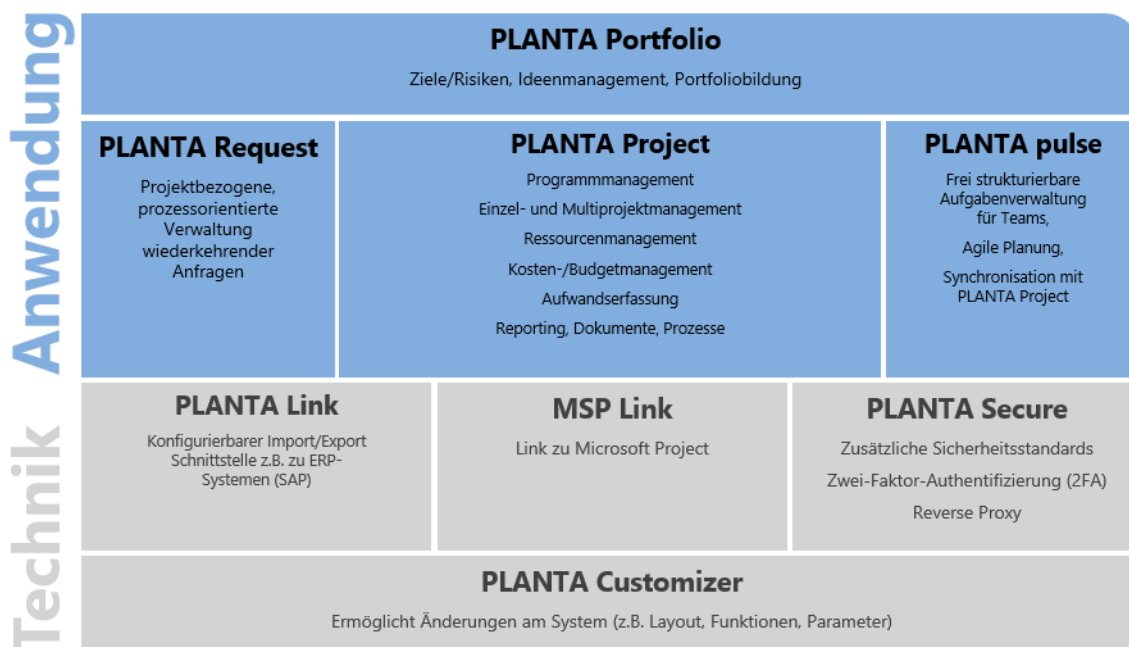 Anwendung
PLANTA Portfolio
Ziele/Risiken, Ideenmanagement, Portfoliobildung
PLANTA Request
Projektbezogene,
prozessorientierte
Verwaltung
wiederkehrender
Anfragen
PLANTA Project
Programmmanagement
Einzel- und Multiprojektmanagement
Ressourcenmanagement
Kosten-/Budgetmanagement
Aufwandserfassung
Reporting, Dokumente, Prozesse
PLANTA pulse
Frei strukturierbare
Aufgabenverwaltung
für Teams,
Agile Planung,
Synchronisation mit
PLANTA Project
Technik
PLANTA Link
Konfigurierbarer Import/Export
Schnittstelle z.B. zu ERP-
Systemen (SAP)
MSP Link
Link zu Microsoft Project
PLANTA Secure
Zusätzliche Sicherheitsstandards
Zwei-Faktor-Authentifizierung (2FA)
Reverse Proxy
PLANTA Customizer
Ermöglicht Änderungen am System (z.B. Layout, Funktionen, Parameter)